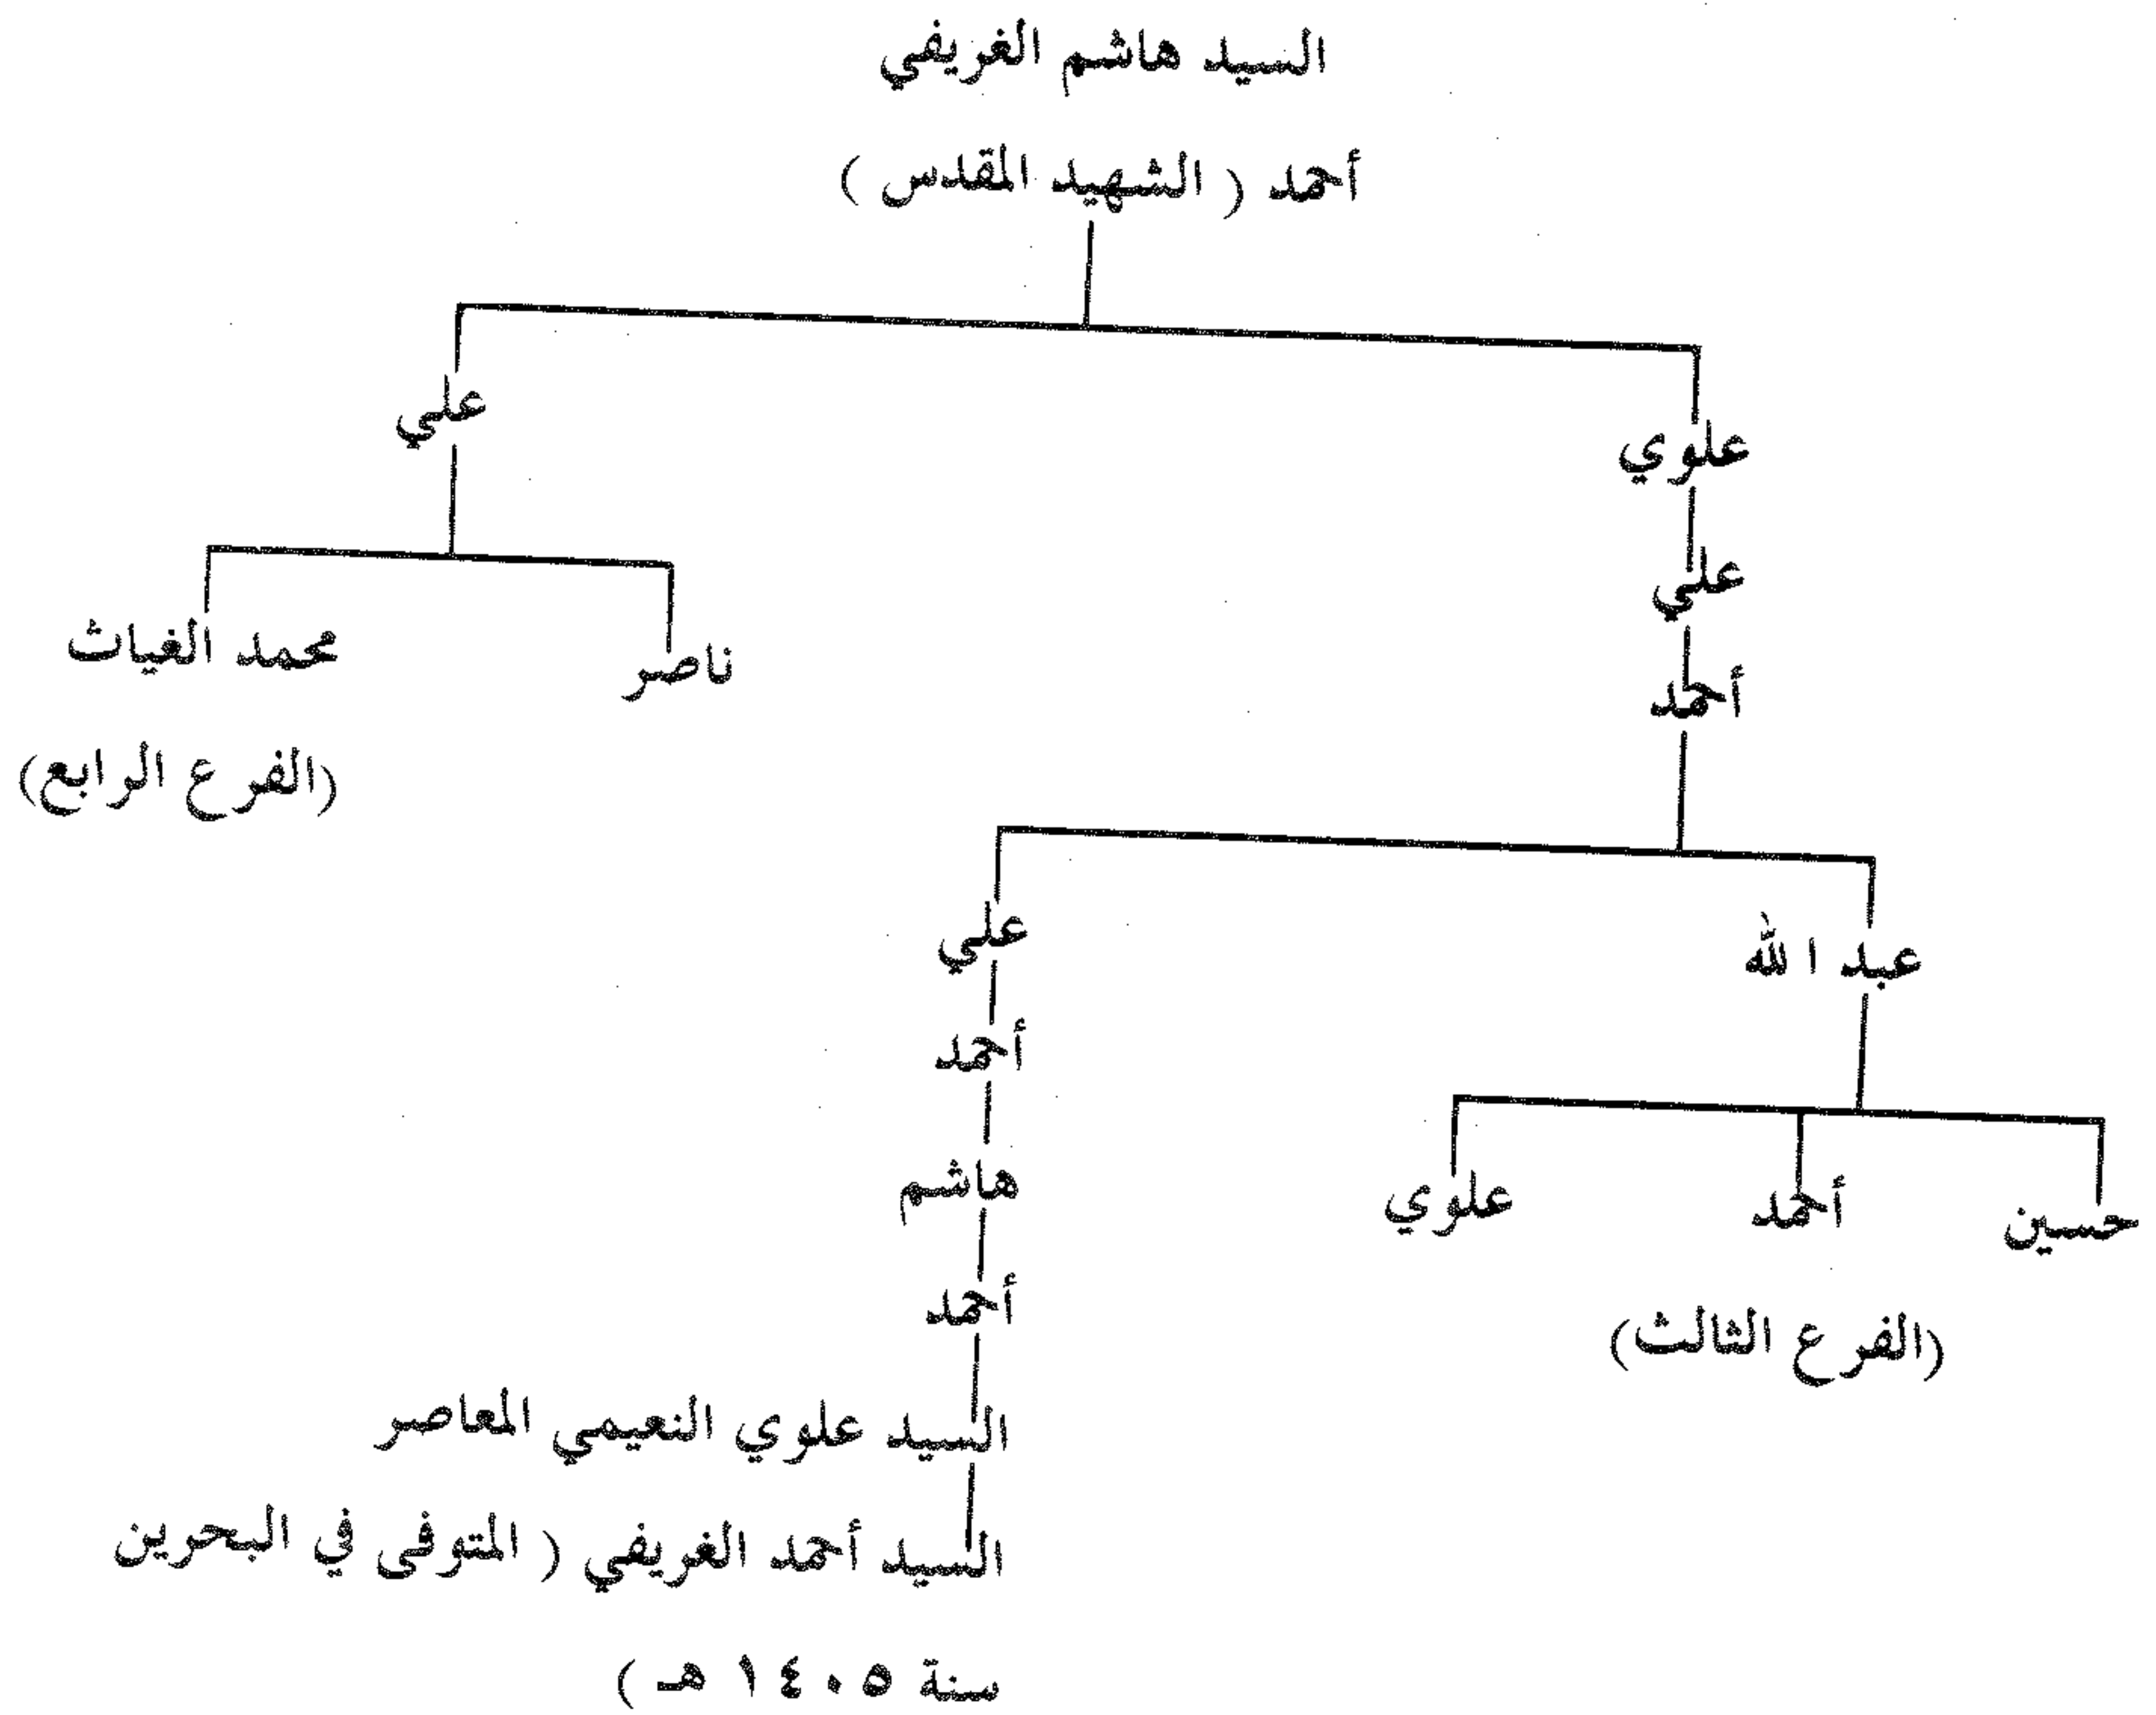 السيد هاشم الغريفي
أحمد ( الشهيد المقدس )
علوي
علي
علي
أحمد
ناصر
محمد الغياث
(الفرع الرابع)
عبد الله
علي
حسين
أحمد
علوي
(الفرع الثالث)
أحمد
هاشم
أحمد
السيد علوي النعيمي المعاصر
السيد أحمد الغريفي ( المتوفى في البحرين
سنة ١٤٠٥ هـ )